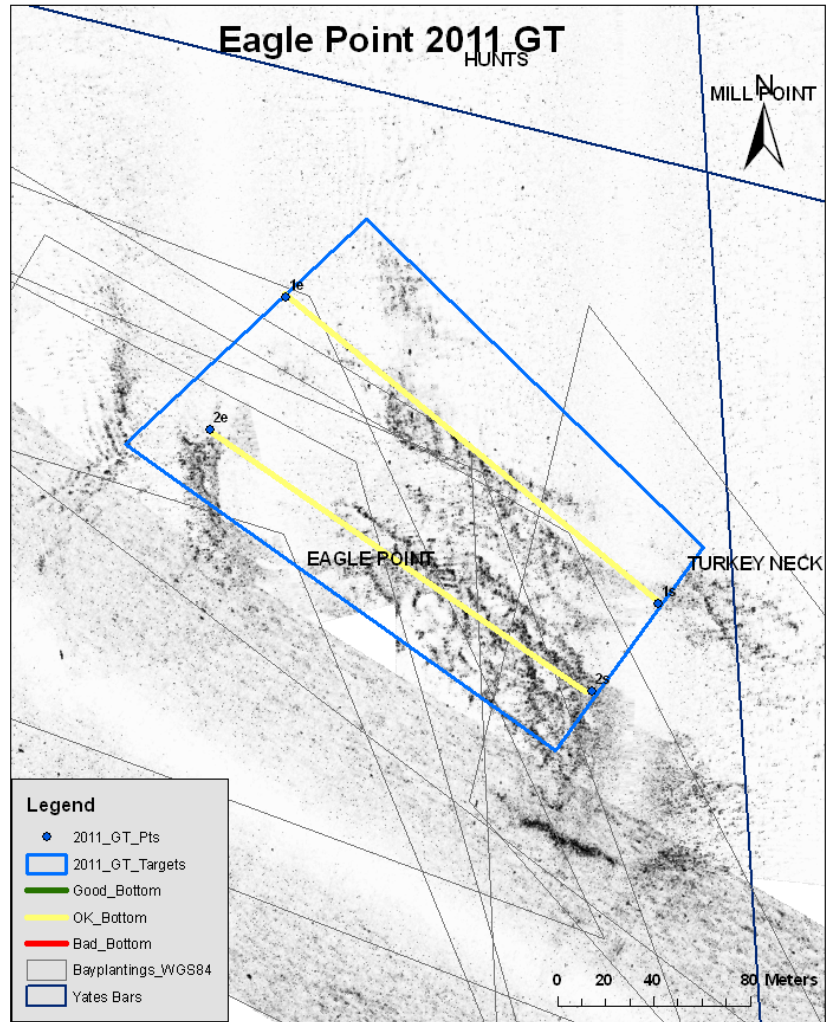 Eagle Point 2011 GT
HUNTS
N
MILL POINT
1e
2e
EAGLE POINT
TURKEY NECK
1s
2s
Legend
2011_GT_Pts
2011_GT_Targets
Good_Bottom
OK_Bottom
Bad_Bottom
Bayplantings_WGS84
Yates Bars
0 20 40 80 Meters